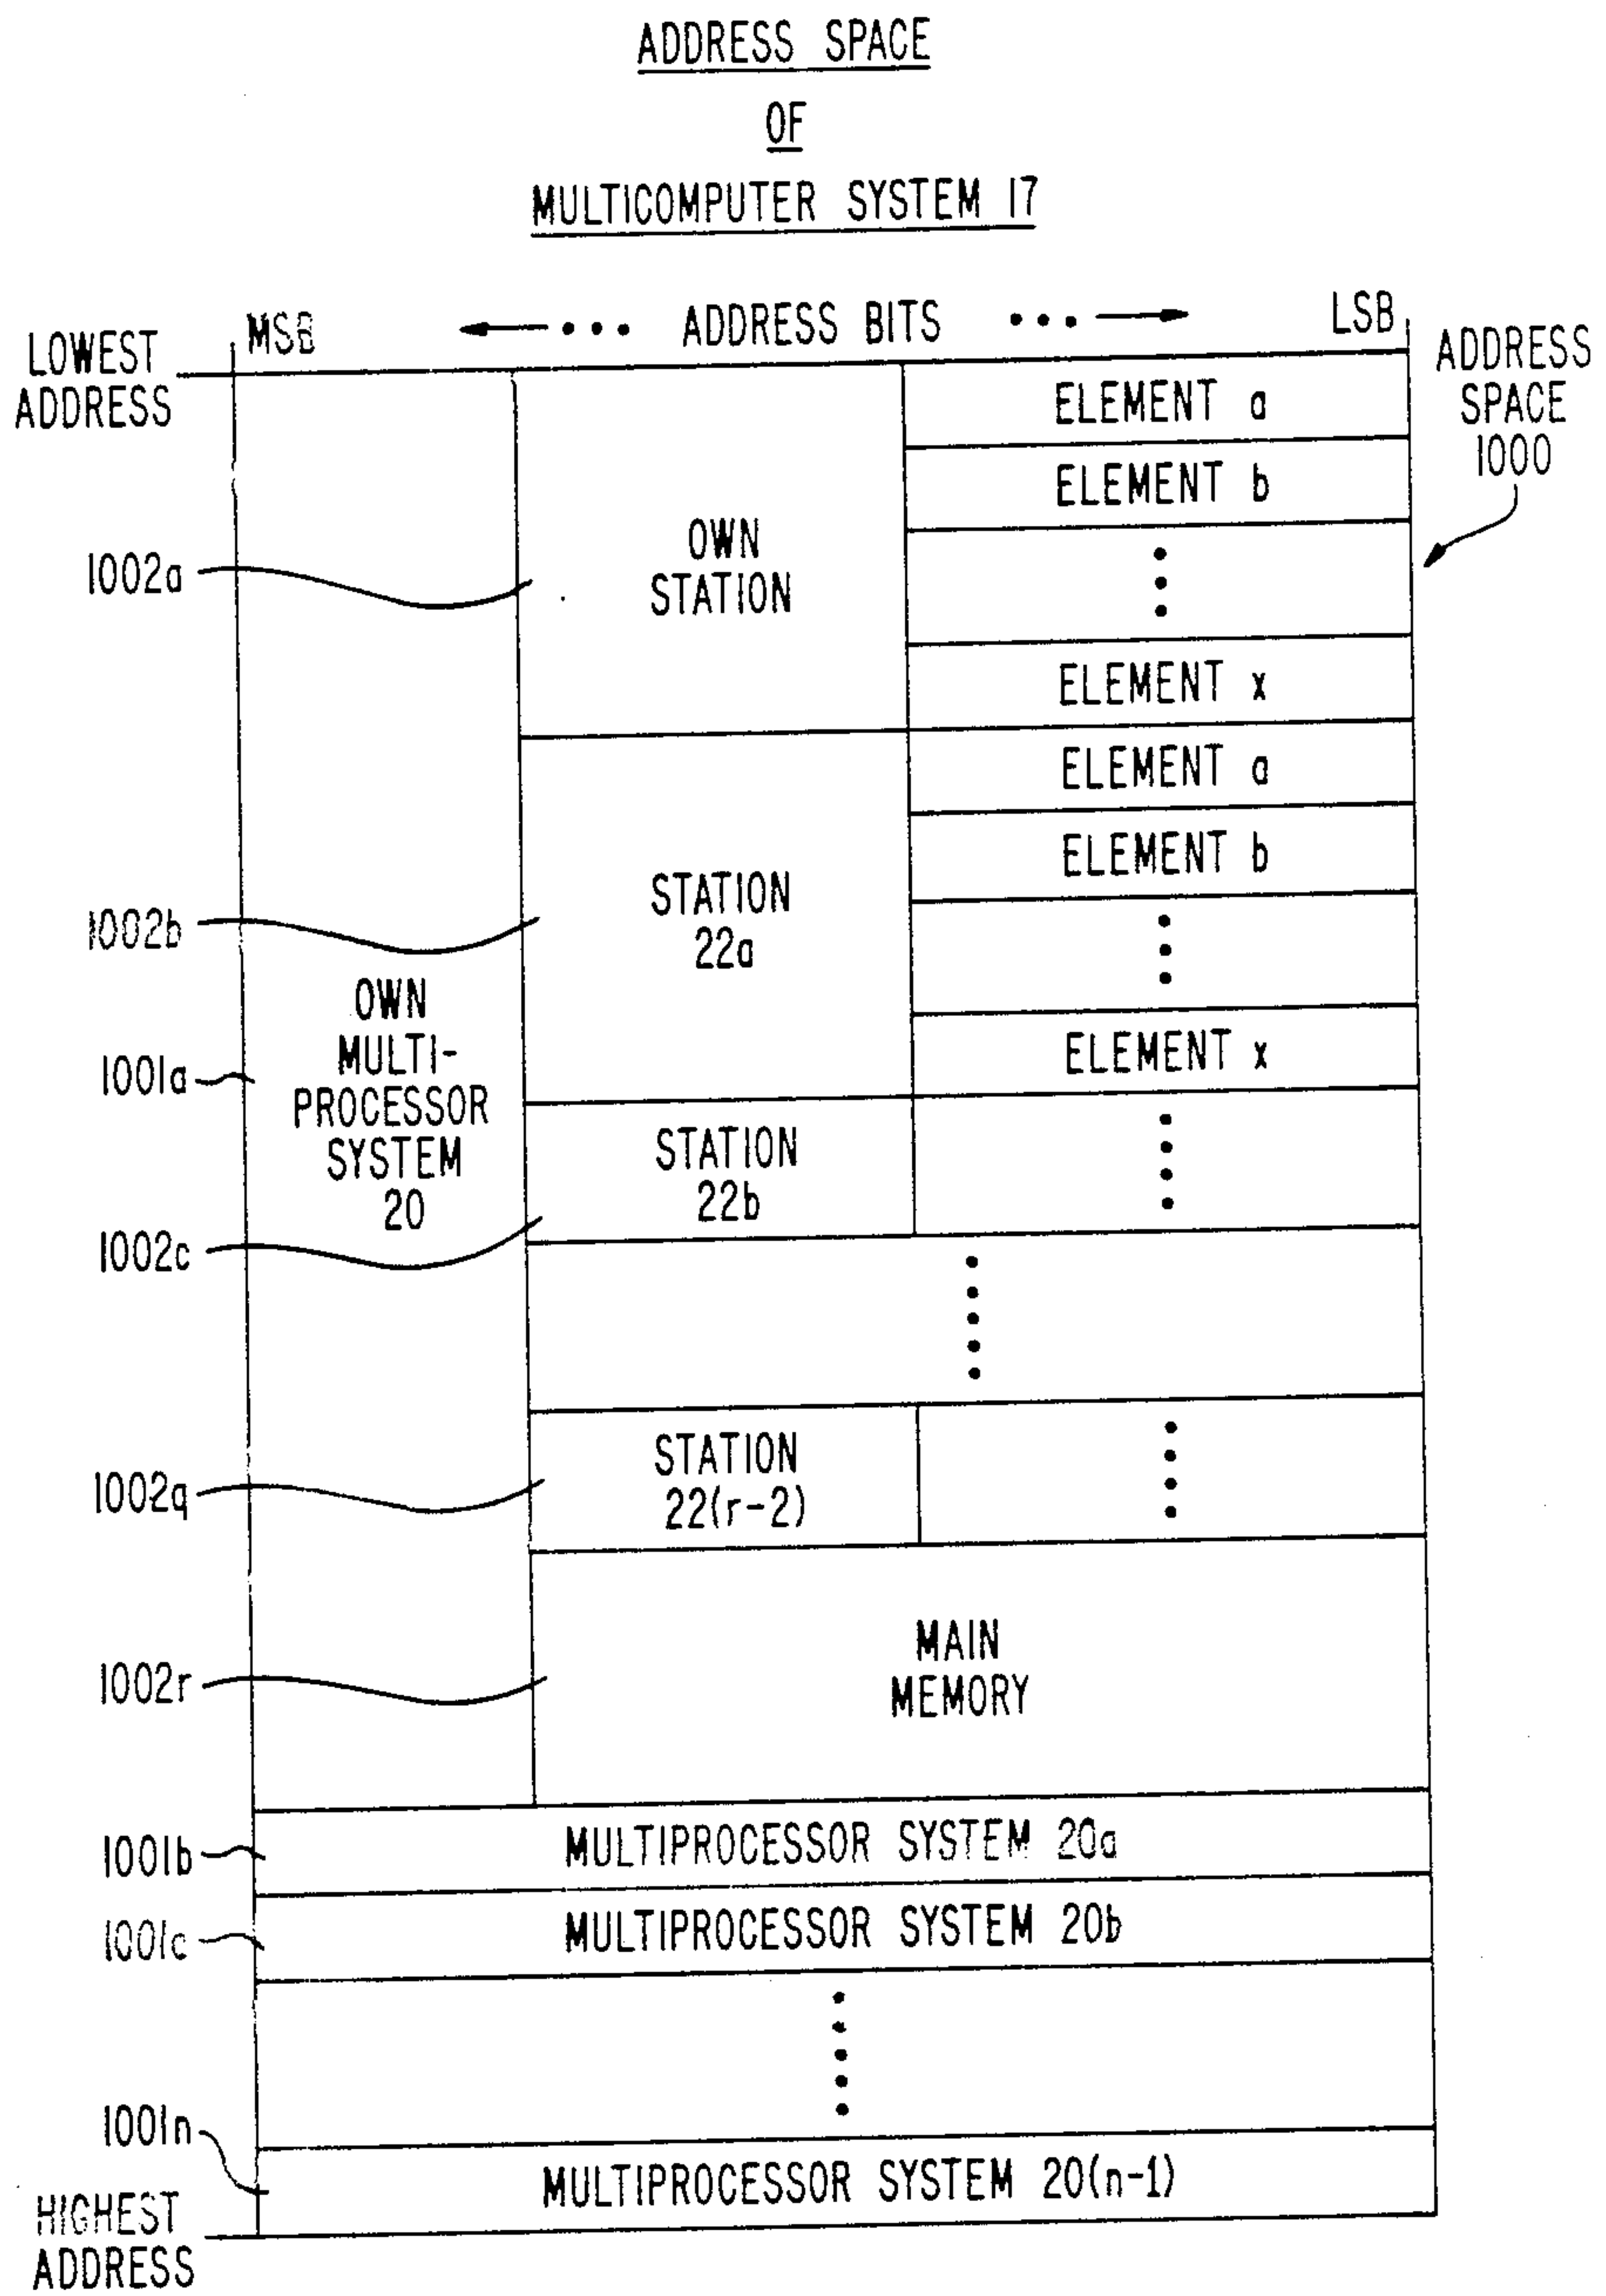 ADDRESS SPACE
OF
MULTICOMPUTER SYSTEM 17
LOWEST
ADDRESS
MSB
ADDRESS BITS
LSB
ADDRESS
SPACE
1000
ELEMENT a
ELEMENT b
OWN
STATION
1002a
ELEMENT x
ELEMENT a
ELEMENT b
STATION
22a
1002b
ELEMENT x
OWN
MULTI-
PROCESSOR
SYSTEM
20
1001a
STATION
22b
1002c
STATION
22(r-2)
1002q
MAIN
MEMORY
1002r
MULTIPROCESSOR SYSTEM 20a
1001b
MULTIPROCESSOR SYSTEM 20b
1001c
1001n
MULTIPROCESSOR SYSTEM 20(n-1)
HIGHEST
ADDRESS